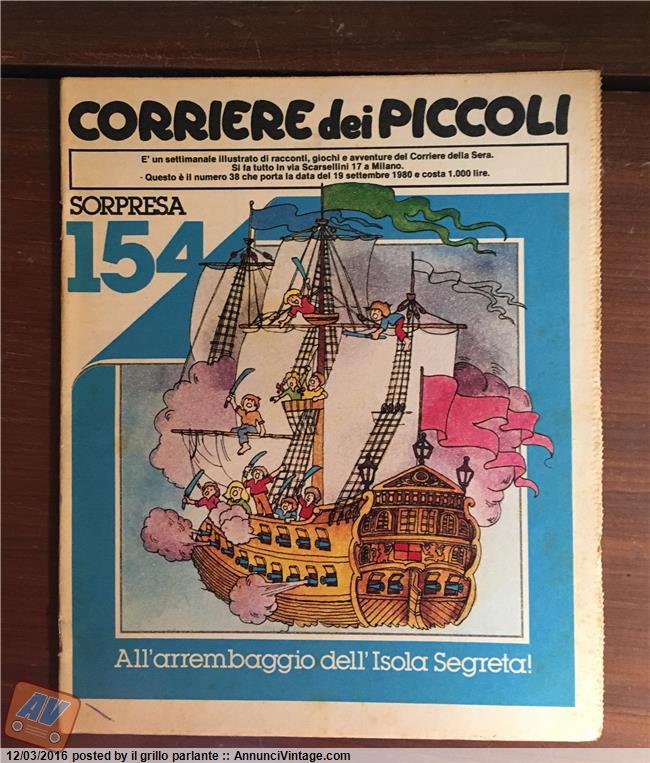 CORRIERE dei PICCOLI
E' un settimanale illustrato di racconti, giochi e avventure del Corriere della Sera.
Si fa tutto in via Scarsellini 17 a Milano.
- Questo è il numero 38 che porta la data del 19 settembre 1980 e costa 1.000 lire.
SORPRESA
154
All'arrembaggio dell'Isola Segreta!
AV
12/03/2016 posted by il grillo parlante :: AnnunciVintage.com